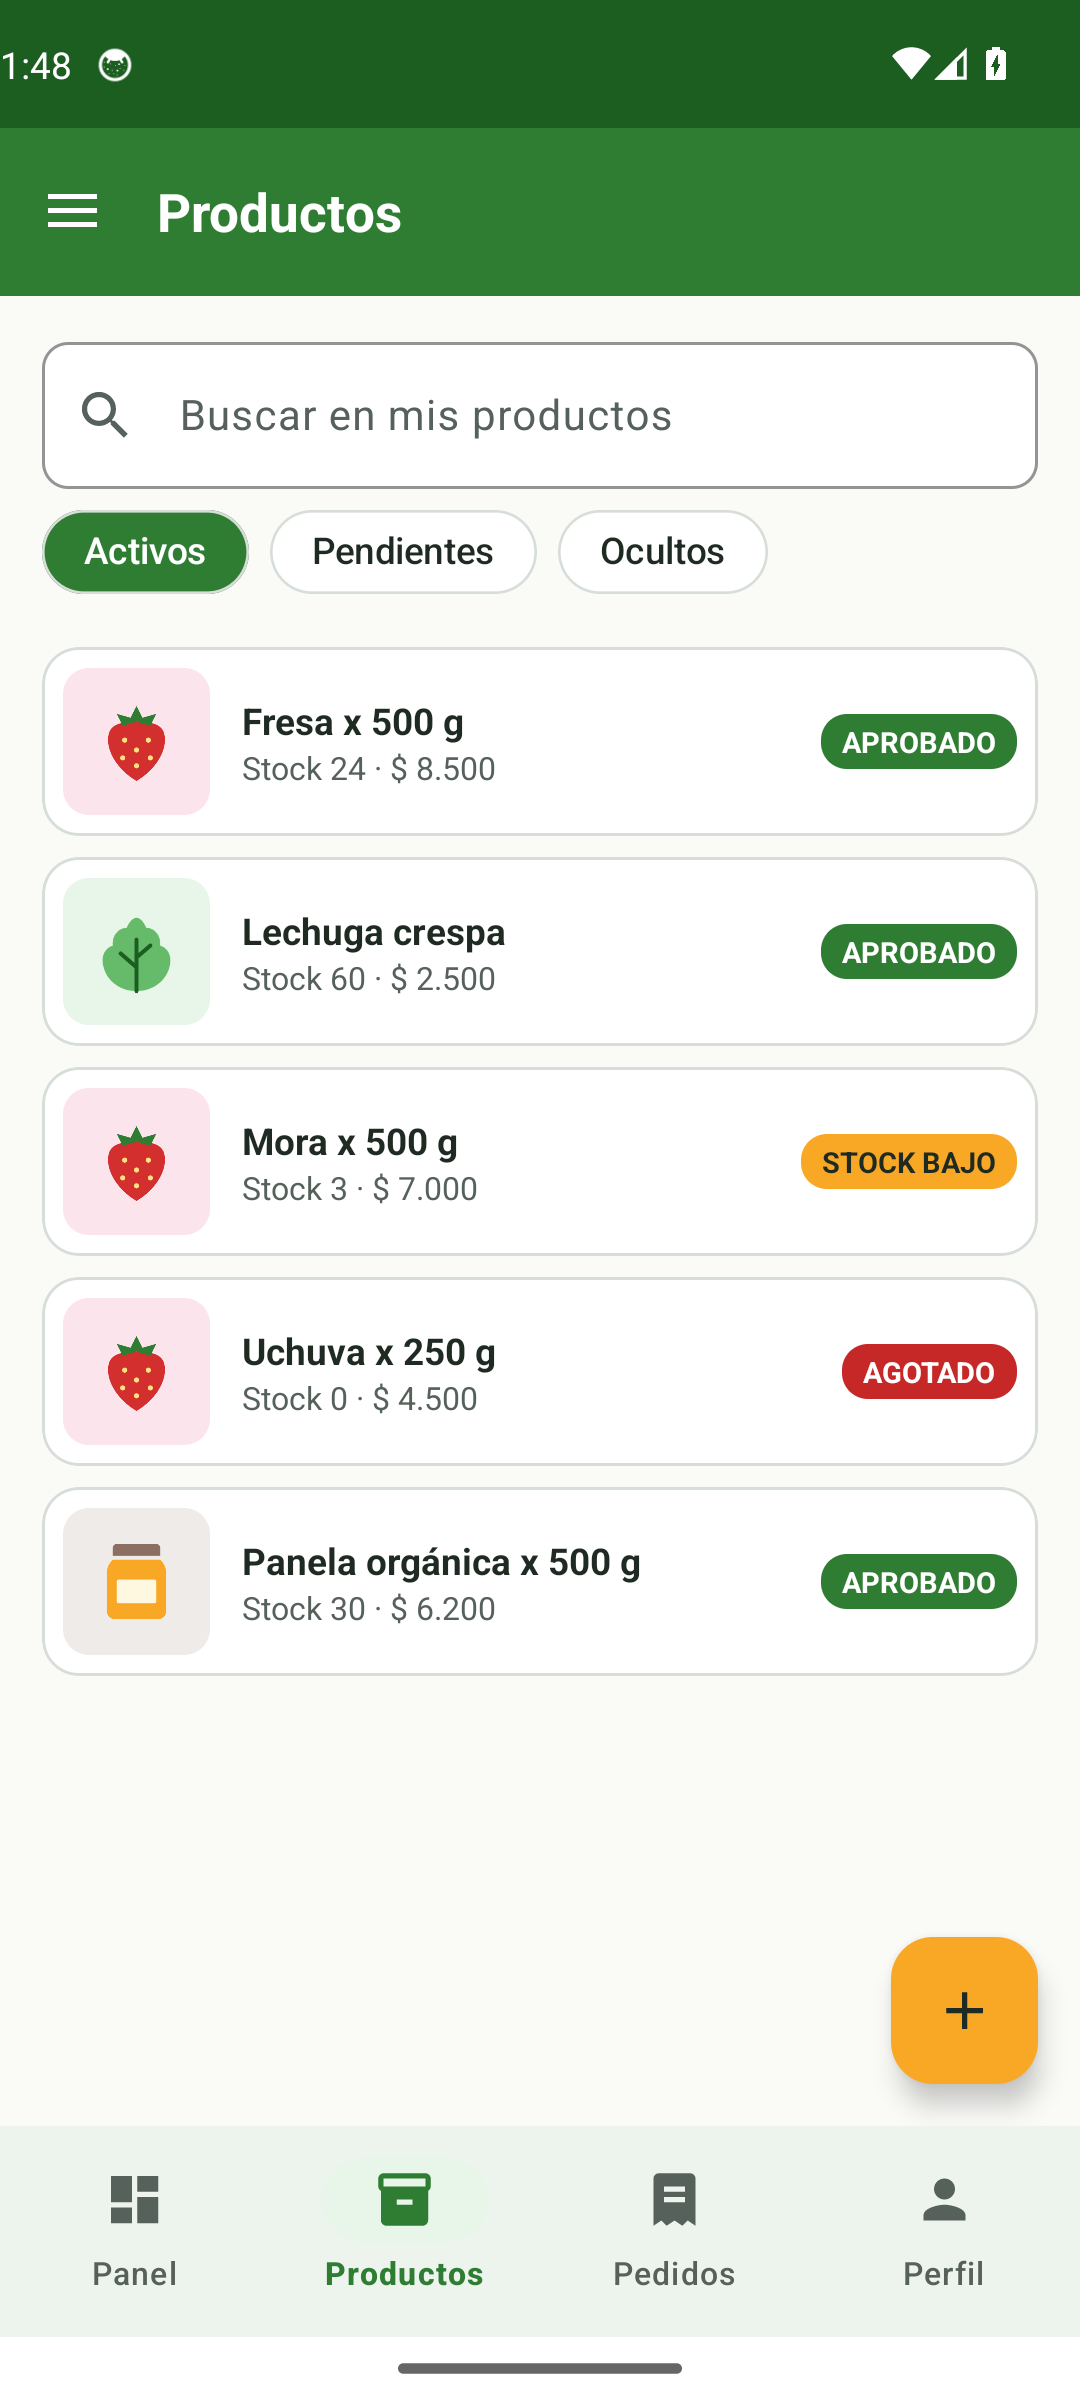 1:48
Productos
Buscar en mis productos
Activos
Pendientes
Ocultos
Fresa x 500 g
Stock 24 · $ 8.500
APROBADO
Lechuga crespa
Stock 60 · $ 2.500
APROBADO
Mora x 500 g
Stock 3 · $ 7.000
STOCK BAJO
Uchuva x 250 g
Stock 0 · $ 4.500
AGOTADO
Panela orgánica x 500 g
Stock 30 · $ 6.200
APROBADO
Panel
Productos
Pedidos
Perfil